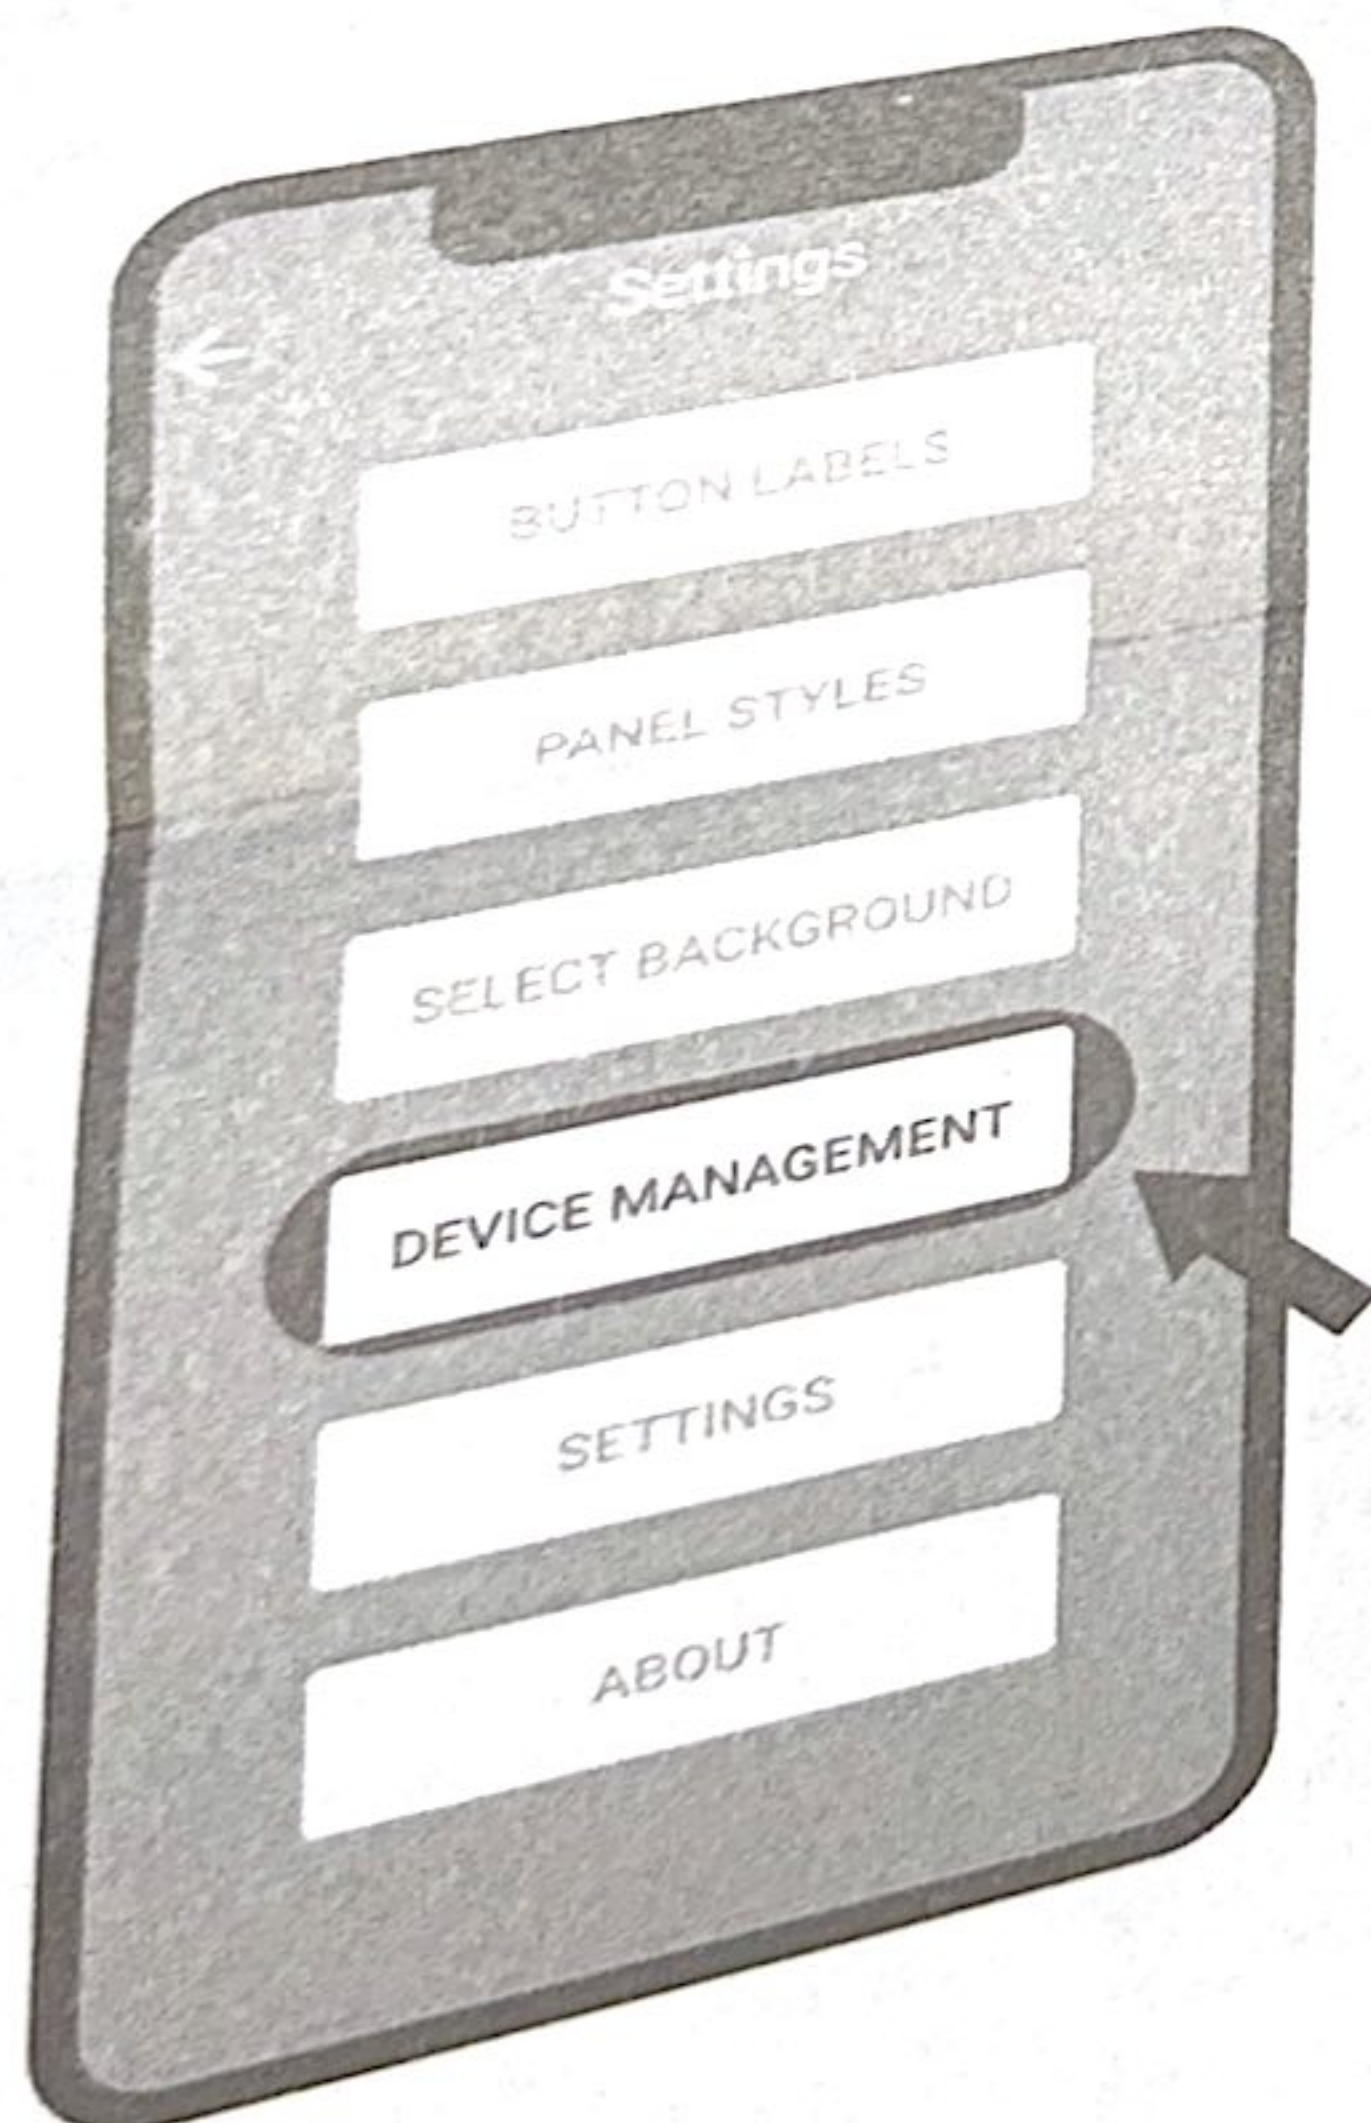 Settings
BUTTON LABELS
PANEL STYLES
SELECT BACKGROUND
DEVICE MANAGEMENT
SETTINGS
ABOUT